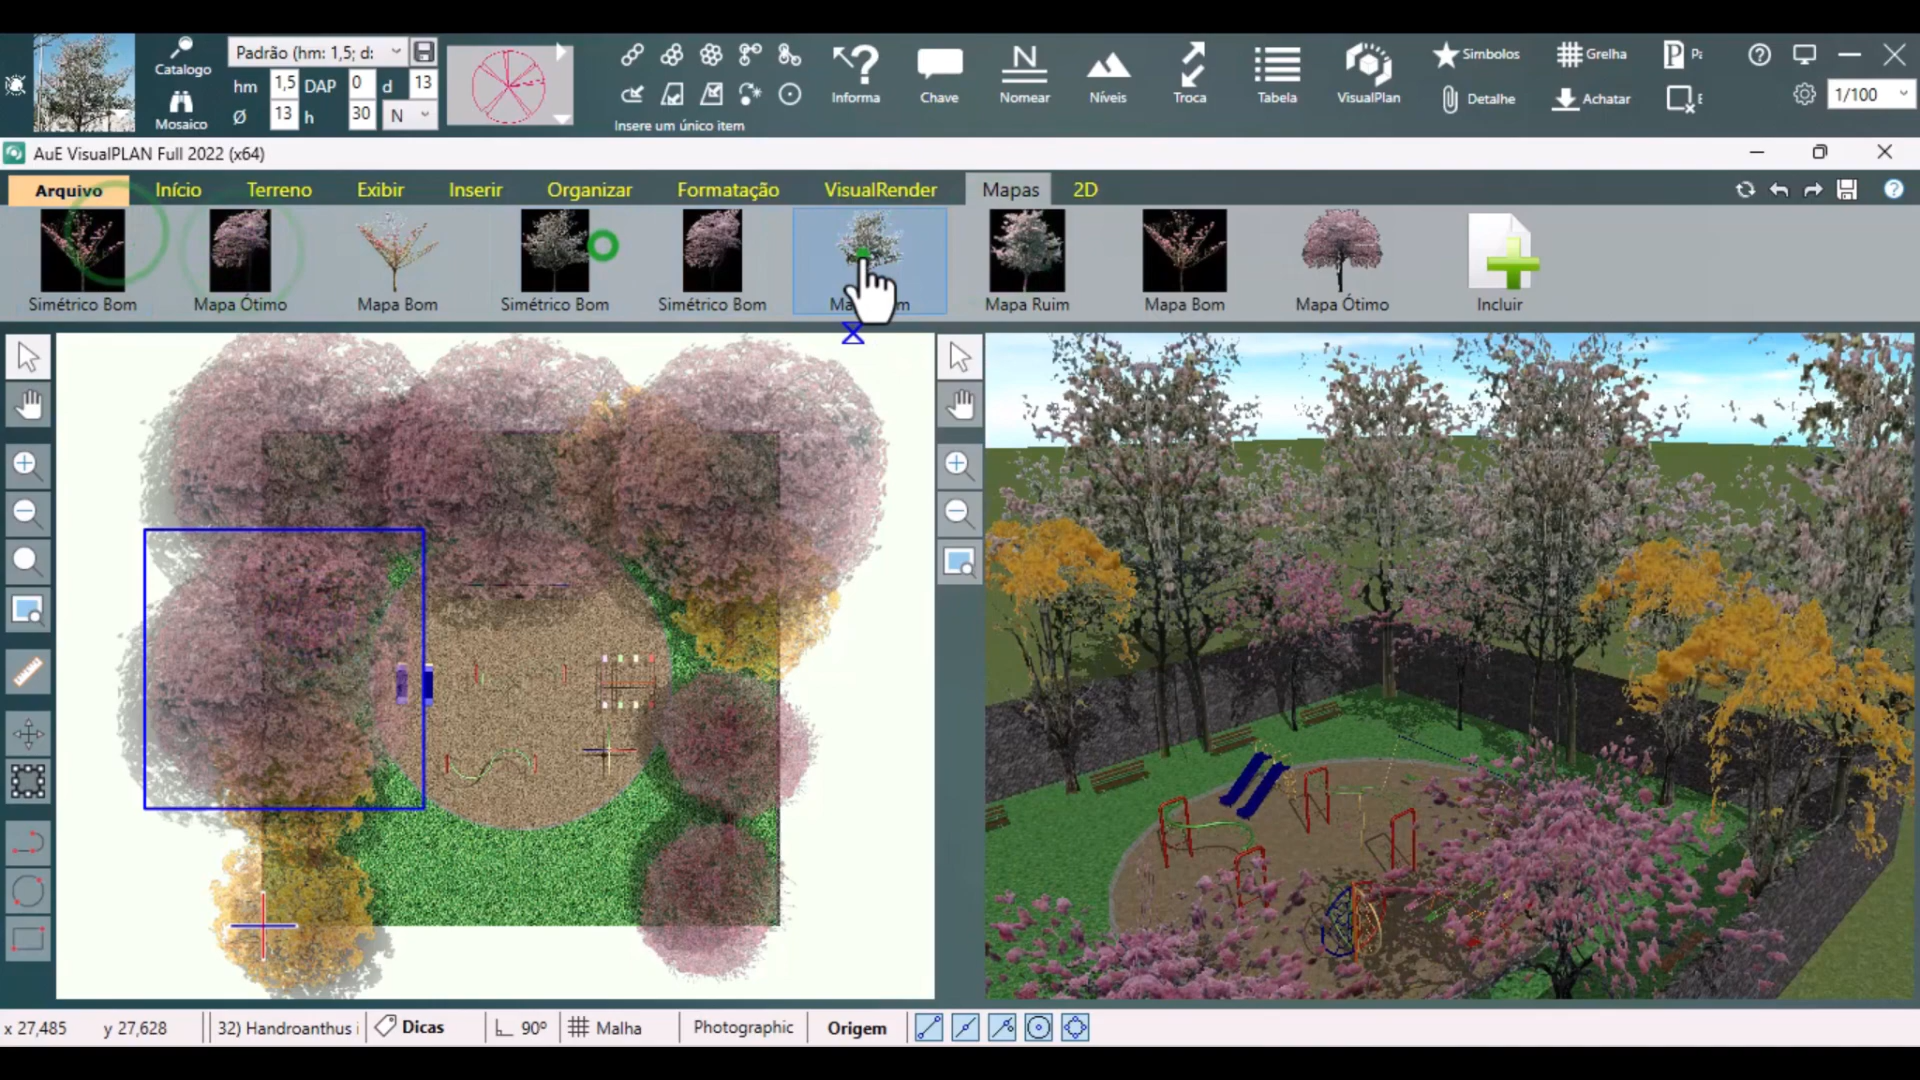 Catalogo
Mosaico
Padrão (hm: 1,5; d:
hm 1,5 DAP 0 d 13
Ø 13 h 30 N
Insere um único item
Informa
Chave
Nomear
Níveis
Troca
Tabela
VisualPlan
Simbolos
Detalhe
Grelha
Achatar
1/100
AuE VisualPLAN Full 2022 (x64)
Arquivo Início Terreno Exibir Inserir Organizar Formatação VisualRender Mapas 2D
Simétrico Bom Mapa Ótimo Mapa Bom Simétrico Bom Simétrico Bom Mapa Ruim Mapa Bom Mapa Ótimo Incluir
x 27,485 y 27,628 32) Handroanthus i Dicas 90º Malha Photographic Origem